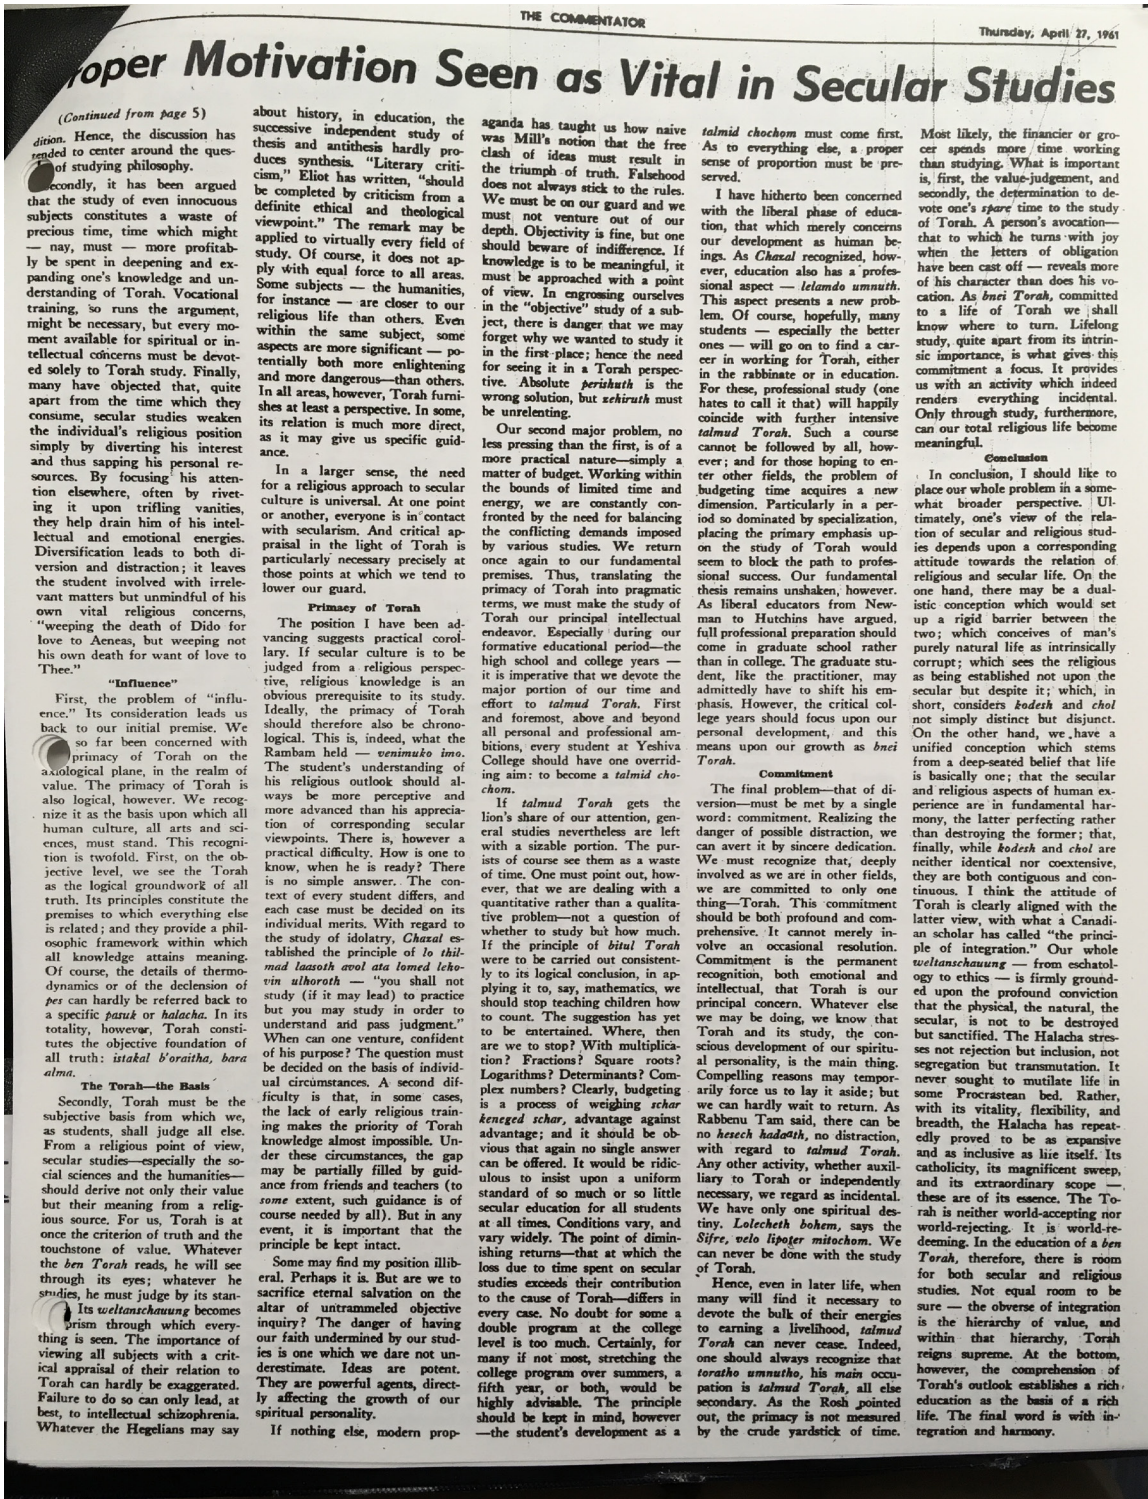 THE COMMENTATOR
Thursday, April 27, 1961
oper Motivation Seen as Vital in Secular Studies
(Continued from page 5)
dition. Hence, the discussion has
tended to center around the ques-
of studying philosophy.
econdly, it has been argued
that the study of even innocuous
subjects constitutes a waste of
precious time, time which might
— nay, must — more profitab-
ly be spent in deepening and ex-
panding one's knowledge and un-
derstanding of Torah. Vocational
training, so runs the argument,
might be necessary, but every mo-
ment available for spiritual or in-
tellectual concerns must be devot-
ed solely to Torah study. Finally,
many have objected that, quite
apart from the time which they
consume, secular studies weaken
the individual's religious position
simply by diverting his interest
and thus sapping his personal re-
sources. By focusing his atten-
tion elsewhere, often by rivet-
ing it upon trifling vanities,
they help drain him of his intel-
lectual and emotional energies.
Diversification leads to both di-
version and distraction; it leaves
the student involved with irrele-
vant matters but unmindful of his
own vital religious concerns,
"weeping the death of Dido for
love to Aeneas, but weeping not
his own death for want of love to
Thee."
"Influence"
First, the problem of "influ-
ence." Its consideration leads us
back to our initial premise. We
so far been concerned with
primacy of Torah on the
axiological plane, in the realm of
value. The primacy of Torah is
also logical, however. We recog-
nize it as the basis upon which all
human culture, all arts and sci-
ences, must stand. This recogni-
tion is twofold. First, on the ob-
jective level, we see the Torah
as the logical groundwork of all
truth. Its principles constitute the
premises to which everything else
is related; and they provide a phil-
osophic framework within which
all knowledge attains meaning.
Of course, the details of thermo-
dynamics or of the declension of
pes can hardly be referred back to
a specific pasuk or halacha. In its
totality, however, Torah consti-
tutes the objective foundation of
all truth: istakal b'oraitha, bara
alma.
The Torah—the Basis
Secondly, Torah must be the
subjective basis from which we,
as students, shall judge all else.
From a religious point of view,
secular studies—especially the so-
cial sciences and the humanities—
should derive not only their value
but their meaning from a relig-
ious source. For us, Torah is at
once the criterion of truth and the
touchstone of value. Whatever
the ben Torah reads, he will see
through its eyes; whatever he
studies, he must judge by its stan-
Its weltanschauung becomes
prism through which every-
thing is seen. The importance of
viewing all subjects with a crit-
ical appraisal of their relation to
Torah can hardly be exaggerated.
Failure to do so can only lead, at
best, to intellectual schizophrenia.
Whatever the Hegelians may say
about history, in education, the
successive independent study of
thesis and antithesis hardly pro-
duces synthesis. "Literary criti-
cism," Eliot has written, "should
be completed by criticism from a
definite ethical and theological
viewpoint." The remark may be
applied to virtually every field of
study. Of course, it does not ap-
ply with equal force to all areas.
Some subjects — the humanities,
for instance — are closer to our
religious life than others. Even
within the same subject, some
aspects are more significant — po-
tentially both more enlightening
and more dangerous—than others.
In all areas, however, Torah furni-
shes at least a perspective. In some,
its relation is much more direct,
as it may give us specific guid-
ance.
In a larger sense, the need
for a religious approach to secular
culture is universal. At one point
or another, everyone is in contact
with secularism. And critical ap-
praisal in the light of Torah is
particularly necessary precisely at
those points at which we tend to
lower our guard.
Primacy of Torah
The position I have been ad-
vancing suggests practical corol-
lary. If secular culture is to be
judged from a religious perspec-
tive, religious knowledge is an
obvious prerequisite to its study.
Ideally, the primacy of Torah
should therefore also be chrono-
logical. This is, indeed, what the
Rambam held — venimuko imo.
The student's understanding of
his religious outlook should al-
ways be more perceptive and
more advanced than his apprecia-
tion of corresponding secular
viewpoints. There is, however a
practical difficulty. How is one to
know, when he is ready? There
is no simple answer. The con-
text of every student differs, and
each case must be decided on its
individual merits. With regard to
the study of idolatry, Chazal es-
tablished the principle of lo thil-
mad laasoth avol ata lomed leho-
vin ulhoroth — "you shall not
study (if it may lead) to practice
but you may study in order to
understand and pass judgment."
When can one venture, confident
of his purpose? The question must
be decided on the basis of individ-
ual circumstances. A second dif-
ficulty is that, in some cases,
the lack of early religious train-
ing makes the priority of Torah
knowledge almost impossible. Un-
der these circumstances, the gap
may be partially filled by guid-
ance from friends and teachers (to
some extent, such guidance is of
course needed by all). But in any
event, it is important that the
principle be kept intact.
Some may find my position illib-
eral. Perhaps it is. But are we to
sacrifice eternal salvation on the
altar of untrammeled objective
inquiry? The danger of having
our faith undermined by our stud-
ies is one which we dare not un-
derestimate. Ideas are potent.
They are powerful agents, direct-
ly affecting the growth of our
spiritual personality.
If nothing else, modern prop-
aganda has taught us how naive
was Mill's notion that the free
clash of ideas must result in
the triumph of truth. Falsehood
does not always stick to the rules.
We must be on our guard and we
must not venture out of our
depth. Objectivity is fine, but one
should beware of indifference. If
knowledge is to be meaningful, it
must be approached with a point
of view. In engrossing ourselves
in the "objective" study of a sub-
ject, there is danger that we may
forget why we wanted to study it
in the first place; hence the need
for seeing it in a Torah perspec-
tive. Absolute perishuth is the
wrong solution, but zehiruth must
be unrelenting.
Our second major problem, no
less pressing than the first, is of a
more practical nature—simply a
matter of budget. Working within
the bounds of limited time and
energy, we are constantly con-
fronted by the need for balancing
the conflicting demands imposed
by various studies. We return
once again to our fundamental
premises. Thus, translating the
primacy of Torah into pragmatic
terms, we must make the study of
Torah our principal intellectual
endeavor. Especially during our
formative educational period—the
high school and college years —
it is imperative that we devote the
major portion of our time and
effort to talmud Torah. First
and foremost, above and beyond
all personal and professional am-
bitions, every student at Yeshiva
College should have one overrid-
ing aim: to become a talmid cho-
chom.
If talmud Torah gets the
lion's share of our attention, gen-
eral studies nevertheless are left
with a sizable portion. The pur-
ists of course see them as a waste
of time. One must point out, how-
ever, that we are dealing with a
quantitative rather than a qualita-
tive problem—not a question of
whether to study but how much.
If the principle of bitul Torah
were to be carried out consistent-
ly to its logical conclusion, in ap-
plying it to, say, mathematics, we
should stop teaching children how
to count. The suggestion has yet
to be entertained. Where, then
are we to stop? With multiplica-
tion? Fractions? Square roots?
Logarithms? Determinants? Com-
plex numbers? Clearly, budgeting
is a process of weighing schar
keneged schar, advantage against
advantage; and it should be ob-
vious that again no single answer
can be offered. It would be ridic-
ulous to insist upon a uniform
standard of so much or so little
secular education for all students
at all times. Conditions vary, and
vary widely. The point of dimin-
ishing returns—that at which the
loss due to time spent on secular
studies exceeds their contribution
to the cause of Torah—differs in
every case. No doubt for some a
double program at the college
level is too much. Certainly, for
many if not most, stretching the
college program over summers, a
fifth year, or both, would be
highly advisable. The principle
should be kept in mind, however
—the student's development as a
talmid chochom must come first.
As to everything else, a proper
sense of proportion must be pre-
served.
I have hitherto been concerned
with the liberal phase of educa-
tion, that which merely concerns
our development as human be-
ings. As Chazal recognized, how-
ever, education also has a profes-
sional aspect — lelamdo umnuth.
This aspect presents a new prob-
lem. Of course, hopefully, many
students — especially the better
ones — will go on to find a car-
eer in working for Torah, either
in the rabbinate or in education.
For these, professional study (one
hates to call it that) will happily
coincide with further intensive
talmud Torah. Such a course
cannot be followed by all, how-
ever; and for those hoping to en-
ter other fields, the problem of
budgeting time acquires a new
dimension. Particularly in a per-
iod so dominated by specialization,
placing the primary emphasis up-
on the study of Torah would
seem to block the path to profes-
sional success. Our fundamental
thesis remains unshaken, however.
As liberal educators from New-
man to Hutchins have argued,
full professional preparation should
come in graduate school rather
than in college. The graduate stu-
dent, like the practitioner, may
admittedly have to shift his em-
phasis. However, the critical col-
lege years should focus upon our
personal development, and this
means upon our growth as bnei
Torah.
Commitment
The final problem—that of di-
version—must be met by a single
word: commitment. Realizing the
danger of possible distraction, we
can avert it by sincere dedication.
We must recognize that, deeply
involved as we are in other fields,
we are committed to only one
thing—Torah. This commitment
should be both profound and com-
prehensive. It cannot merely in-
volve an occasional resolution.
Commitment is the permanent
recognition, both emotional and
intellectual, that Torah is our
principal concern. Whatever else
we may be doing, we know that
Torah and its study, the con-
scious development of our spiritu-
al personality, is the main thing.
Compelling reasons may tempor-
arily force us to lay it aside; but
we can hardly wait to return. As
Rabbenu Tam said, there can be
no hesech hadaath, no distraction,
with regard to talmud Torah.
Any other activity, whether auxil-
liary to Torah or independently
necessary, we regard as incidental.
We have only one spiritual des-
tiny. Lolecheth bohem, says the
Sifre, velo lipoter mitochom. We
can never be done with the study
of Torah.
Hence, even in later life, when
many will find it necessary to
devote the bulk of their energies
to earning a livelihood, talmud
Torah can never cease. Indeed,
one should always recognize that
toratho umnutho, his main occu-
pation is talmud Torah, all else
secondary. As the Rosh pointed
out, the primacy is not measured
by the crude yardstick of time.
Most likely, the financier or gro-
cer spends more time working
than studying. What is important
is, first, the value-judgement, and
secondly, the determination to de-
vote one's spare time to the study
of Torah. A person's avocation—
that to which he turns with joy
when the letters of obligation
have been cast off — reveals more
of his character than does his vo-
cation. As bnei Torah, committed
to a life of Torah we shall
know where to turn. Lifelong
study, quite apart from its intrin-
sic importance, is what gives this
commitment a focus. It provides
us with an activity which indeed
renders everything incidental.
Only through study, furthermore,
can our total religious life become
meaningful.
Conclusion
In conclusion, I should like to
place our whole problem in a some-
what broader perspective. Ul-
timately, one's view of the rela-
tion of secular and religious stud-
ies depends upon a corresponding
attitude towards the relation of
religious and secular life. On the
one hand, there may be a dual-
istic conception which would set
up a rigid barrier between the
two; which conceives of man's
purely natural life as intrinsically
corrupt; which sees the religious
as being established not upon the
secular but despite it; which, in
short, considers kodesh and chol
not simply distinct but disjunct.
On the other hand, we have a
unified conception which stems
from a deep-seated belief that life
is basically one; that the secular
and religious aspects of human ex-
perience are in fundamental har-
mony, the latter perfecting rather
than destroying the former; that,
finally, while kodesh and chol are
neither identical nor coextensive,
they are both contiguous and con-
tinuous. I think the attitude of
Torah is clearly aligned with the
latter view, with what a Canadi-
an scholar has called "the princi-
ple of integration." Our whole
weltanschauung — from eschatol-
ogy to ethics — is firmly ground-
ed upon the profound conviction
that the physical, the natural, the
secular, is not to be destroyed
but sanctified. The Halacha stres-
ses not rejection but inclusion, not
segregation but transmutation. It
never sought to mutilate life in
some Procrastean bed. Rather,
with its vitality, flexibility, and
breadth, the Halacha has repeat-
edly proved to be as expansive
and as inclusive as life itself. Its
catholicity, its magnificent sweep,
and its extraordinary scope —
these are of its essence. The To-
rah is neither world-accepting nor
world-rejecting. It is world-re-
deeming. In the education of a ben
Torah, therefore, there is room
for both secular and religious
studies. Not equal room to be
sure — the obverse of integration
is the hierarchy of value, and
within that hierarchy, Torah
reigns supreme. At the bottom,
however, the comprehension of
Torah's outlook establishes a rich
education as the basis of a rich
life. The final word is with in-
tegration and harmony.